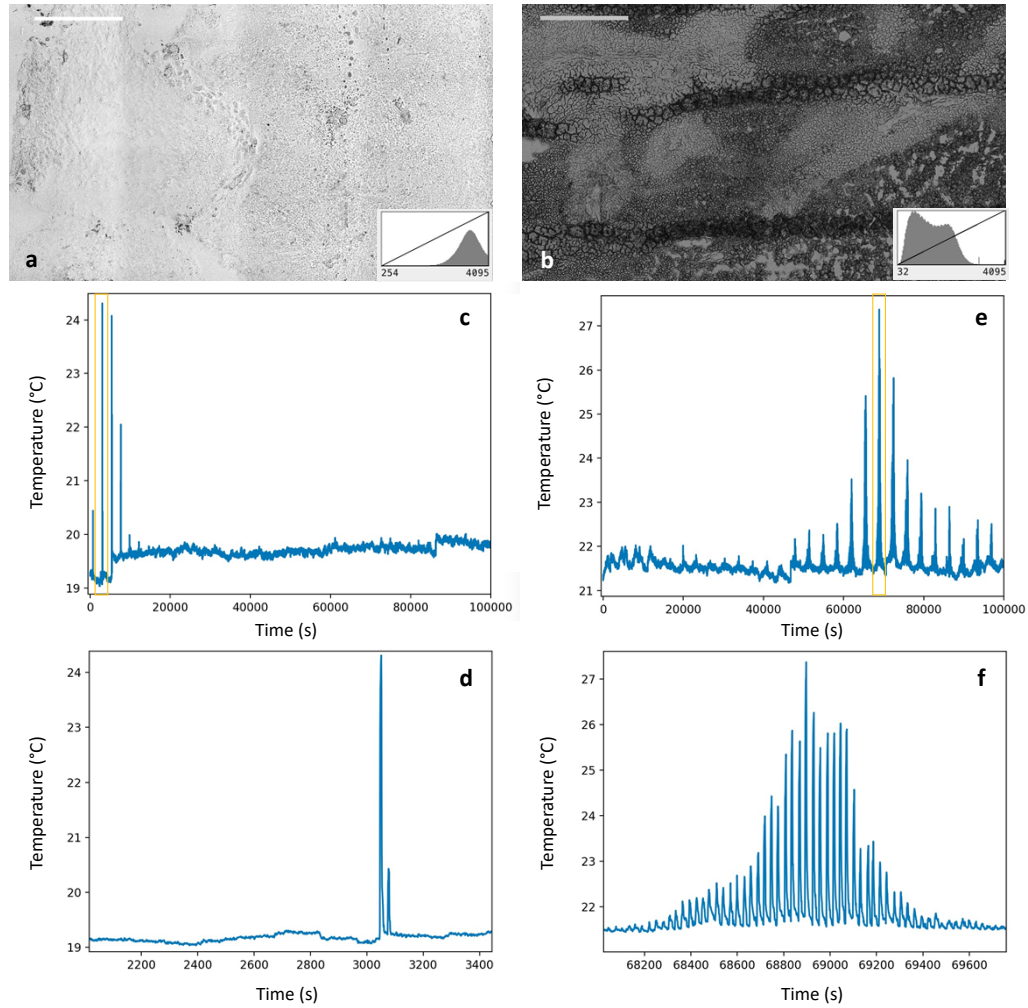 a
254 4095
b
32 4095
c
Temperature (°C)
24
23
22
21
20
19
0 20000 40000 60000 80000 100000
Time (s)
e
Temperature (°C)
27
26
25
24
23
22
21
0 20000 40000 60000 80000 100000
Time (s)
d
Temperature (°C)
24
23
22
21
20
19
2200 2400 2600 2800 3000 3200 3400
Time (s)
f
Temperature (°C)
27
26
25
24
23
22
68200 68400 68600 68800 69000 69200 69400 69600
Time (s)